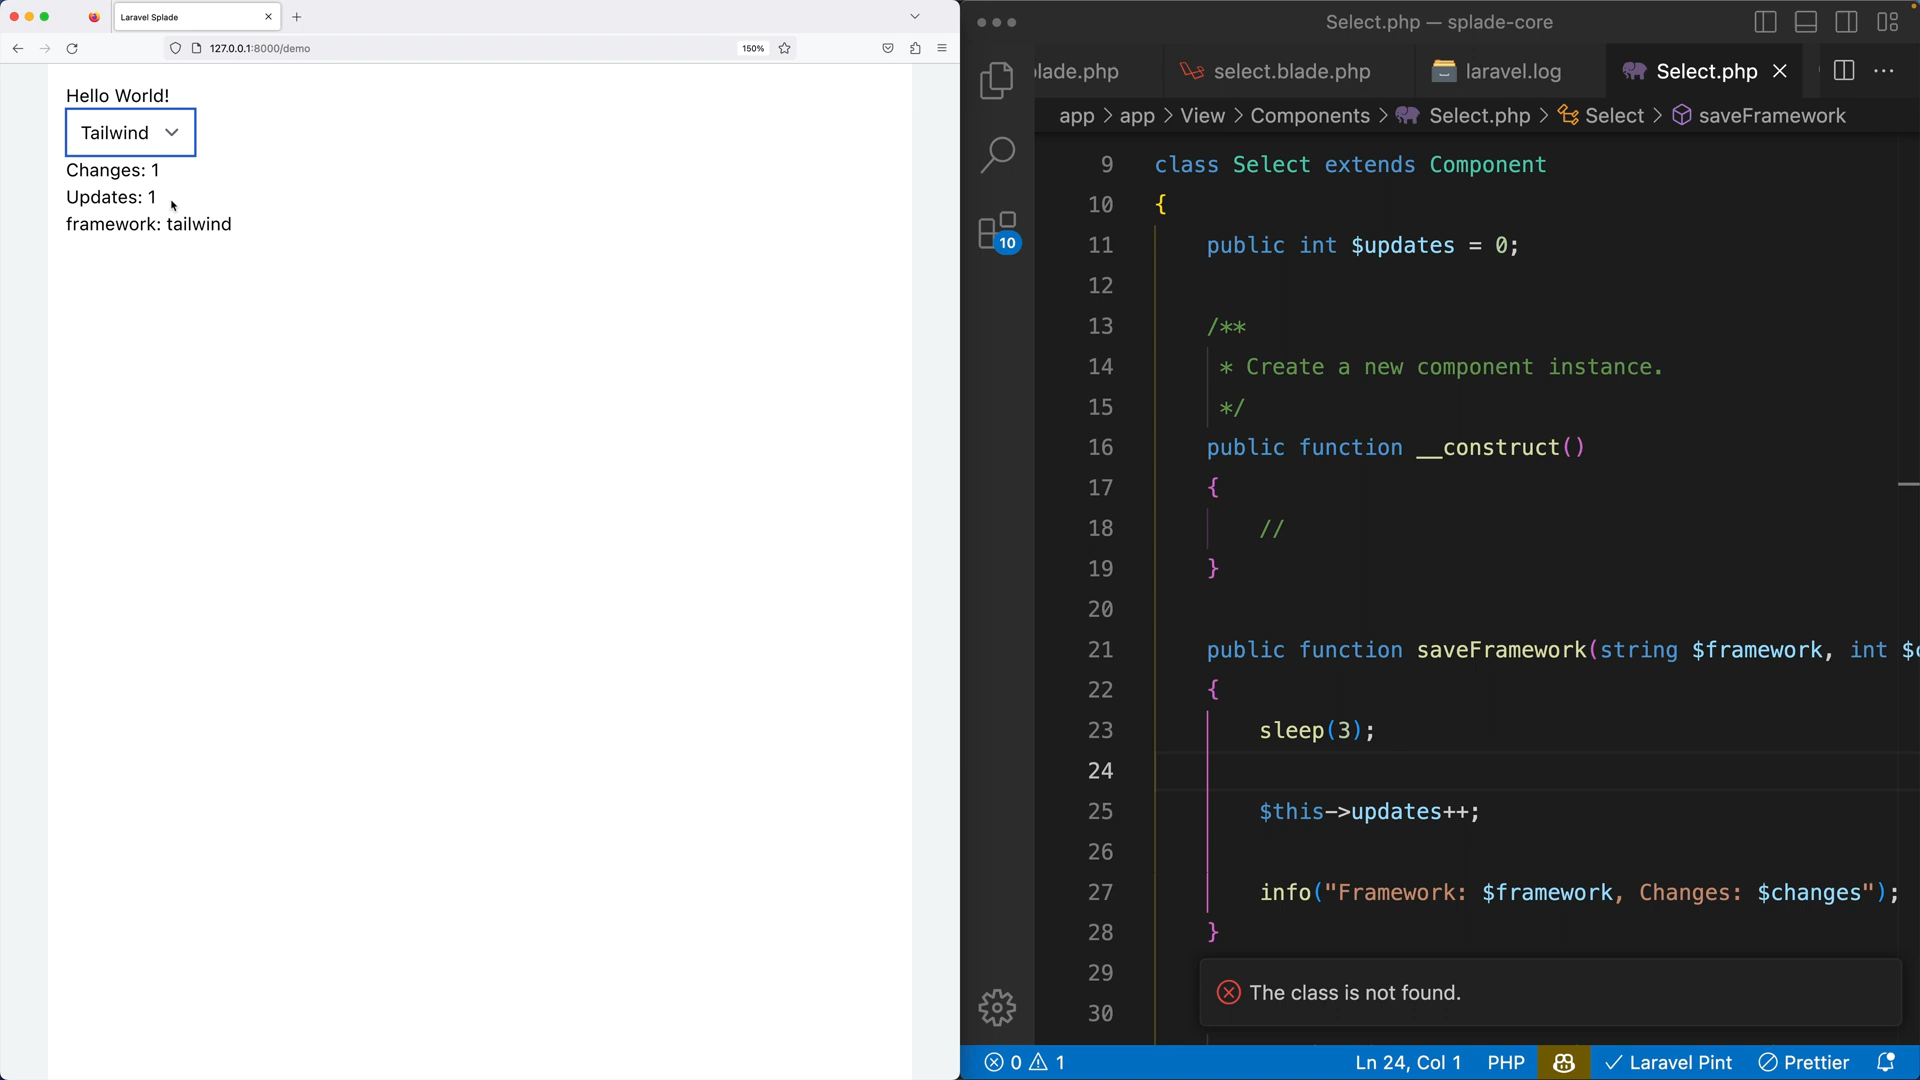 Laravel Splade
127.0.0.1:8000/demo
150%
Hello World!
Tailwind
Changes: 1
Updates: 1
framework: tailwind
Select.php — splade-core
lade.php
select.blade.php
laravel.log
Select.php
app > app > View > Components > Select.php > Select > saveFramework
10
9 class Select extends Component
10 {
11 public int $updates = 0;
12
13 /**
14 * Create a new component instance.
15 */
16 public function __construct()
17 {
18 //
19 }
20
21 public function saveFramework(string $framework, int $c
22 {
23 sleep(3);
24
25 $this->updates++;
26
27 info("Framework: $framework, Changes: $changes");
28 }
29
30
The class is not found.
0 1
Ln 24, Col 1
PHP
Laravel Pint
Prettier